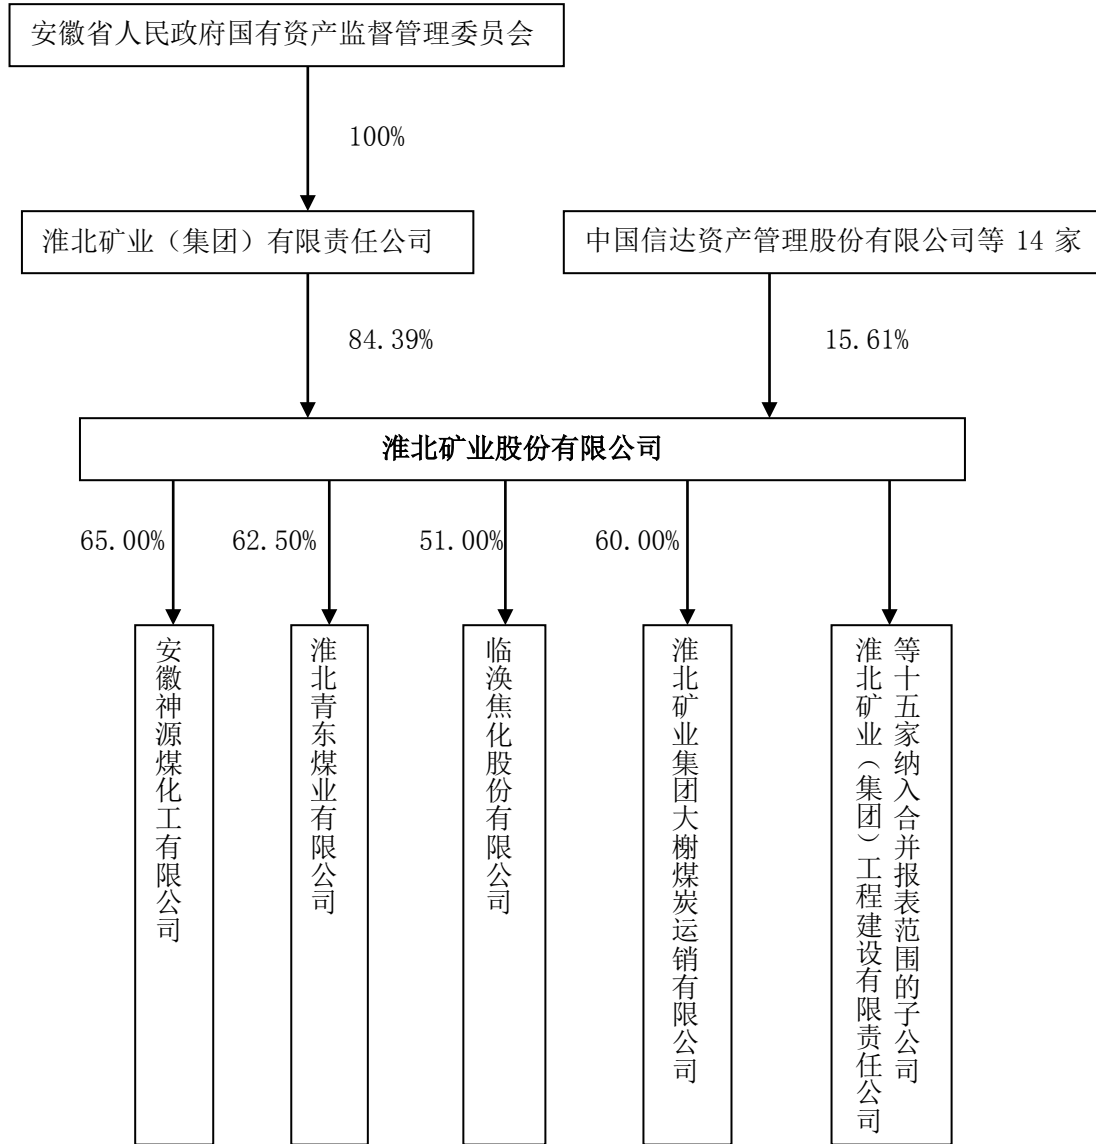 安徽省人民政府国有资产监督管理委员会
100%
淮北矿业（集团）有限责任公司
中国信达资产管理股份有限公司等 14 家
84.39%
15.61%
淮北矿业股份有限公司
65.00%
62.50%
51.00%
60.00%
安徽神源煤化工有限公司
淮北青东煤业有限公司
临涣焦化股份有限公司
淮北矿业集团大榭煤炭运销有限公司
淮北矿业（集团）工程建设有限责任公司
等十五家纳入合并报表范围的子公司